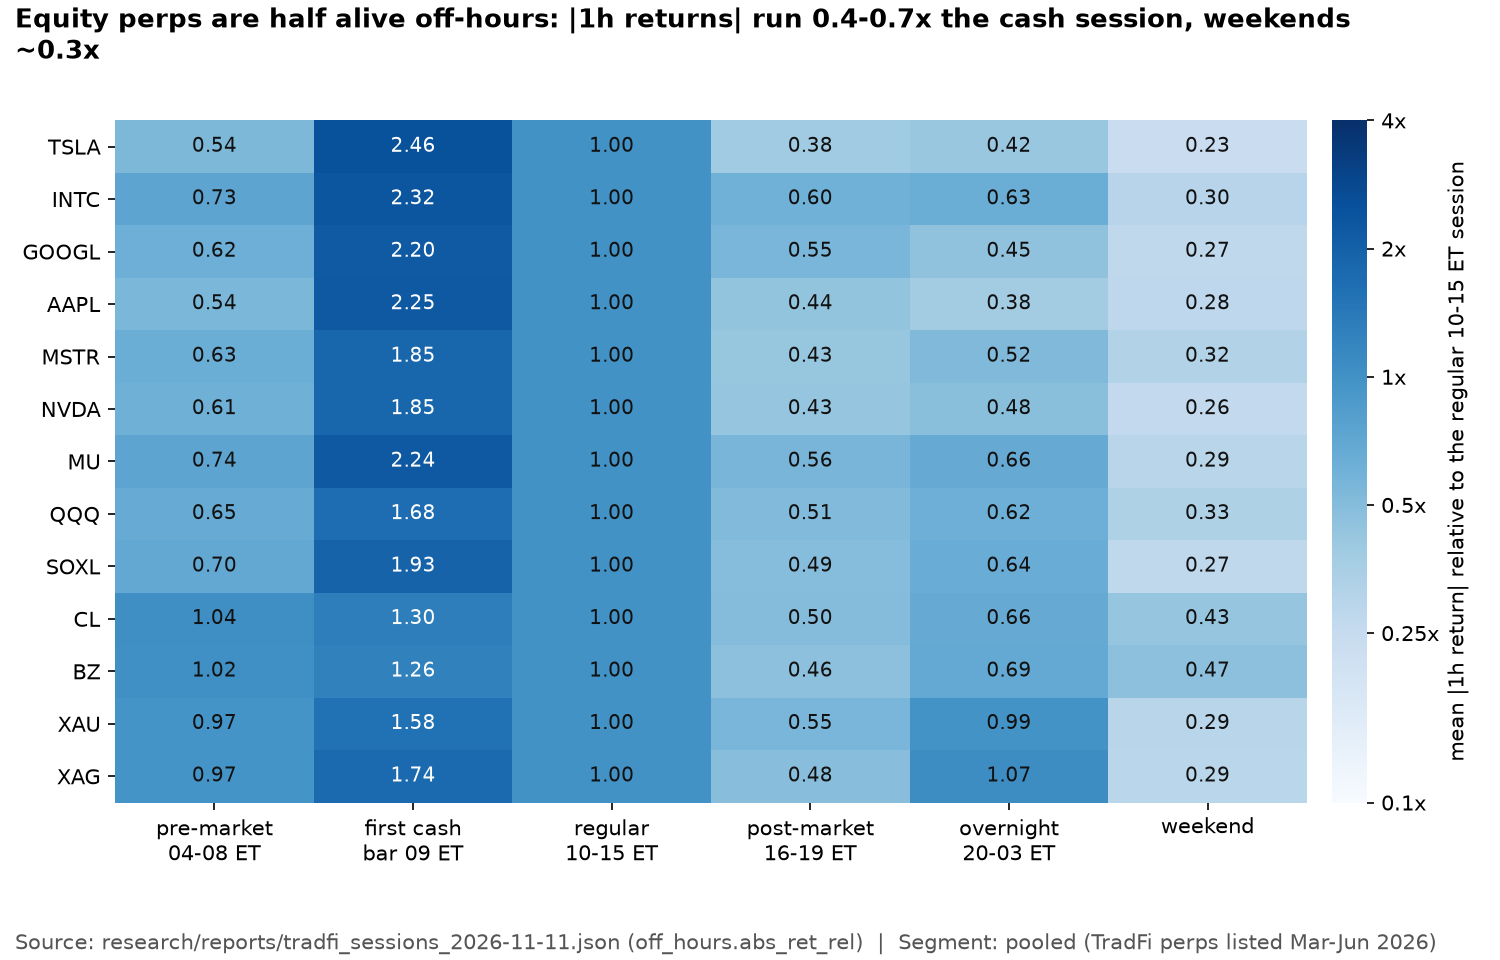 Equity perps are half alive off-hours: |1h returns| run 0.4-0.7x the cash session, weekends
~0.3x
TSLA 0.54 2.46 1.00 0.38 0.42 0.23
INTC 0.73 2.32 1.00 0.60 0.63 0.30
GOOGL 0.62 2.20 1.00 0.55 0.45 0.27
AAPL 0.54 2.25 1.00 0.44 0.38 0.28
MSTR 0.63 1.85 1.00 0.43 0.52 0.32
NVDA 0.61 1.85 1.00 0.43 0.48 0.26
MU 0.74 2.24 1.00 0.56 0.66 0.29
QQQ 0.65 1.68 1.00 0.51 0.62 0.33
SOXL 0.70 1.93 1.00 0.49 0.64 0.27
CL 1.04 1.30 1.00 0.50 0.66 0.43
BZ 1.02 1.26 1.00 0.46 0.69 0.47
XAU 0.97 1.58 1.00 0.55 0.99 0.29
XAG 0.97 1.74 1.00 0.48 1.07 0.29
pre-market first cash regular post-market overnight weekend
04-08 ET bar 09 ET 10-15 ET 16-19 ET 20-03 ET
4x
2x
1x
0.5x
0.25x
0.1x
mean |1h return| relative to the regular 10-15 ET session
Source: research/reports/tradfi_sessions_2026-11-11.json (off_hours.abs_ret_rel) | Segment: pooled (TradFi perps listed Mar-Jun 2026)